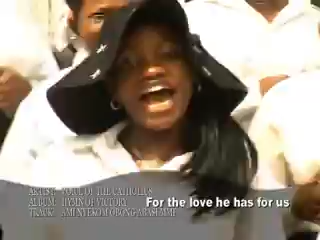 ARTIST: VOICE OF THE CATHOLICS
ALBUM: HYMN OF VICTORY
TRACK:
For the love he has for us